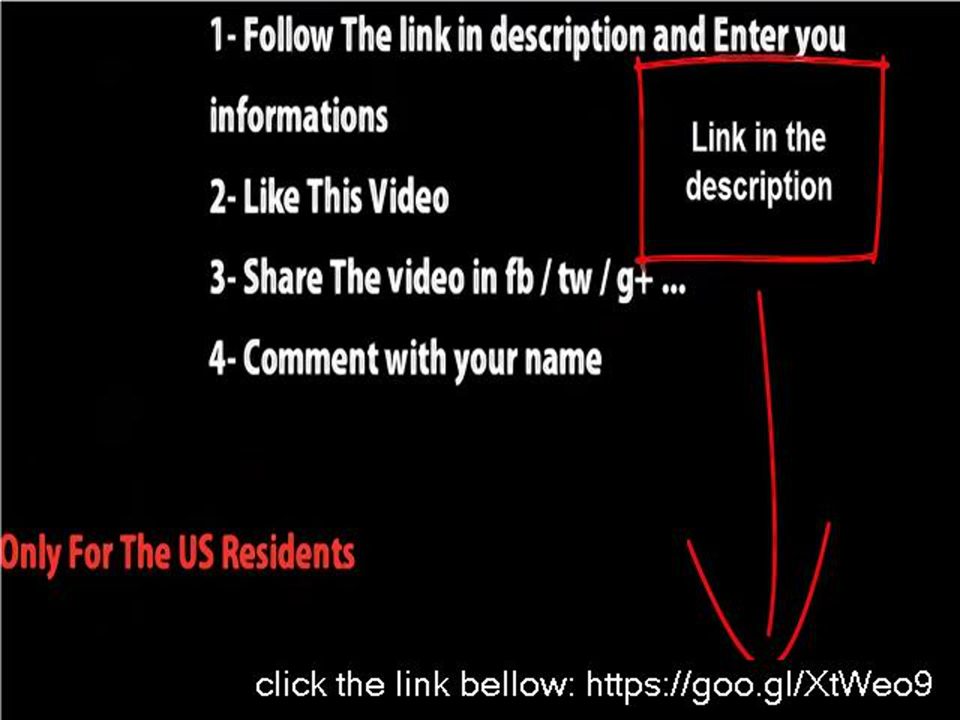 1- Follow The link in description and Enter you
informations
Link in the
description
2- Like This Video
3- Share The video in fb / tw / g+ ...
4- Comment with your name
Only For The US Residents
click the link bellow: https://goo.gl/XtWeo9